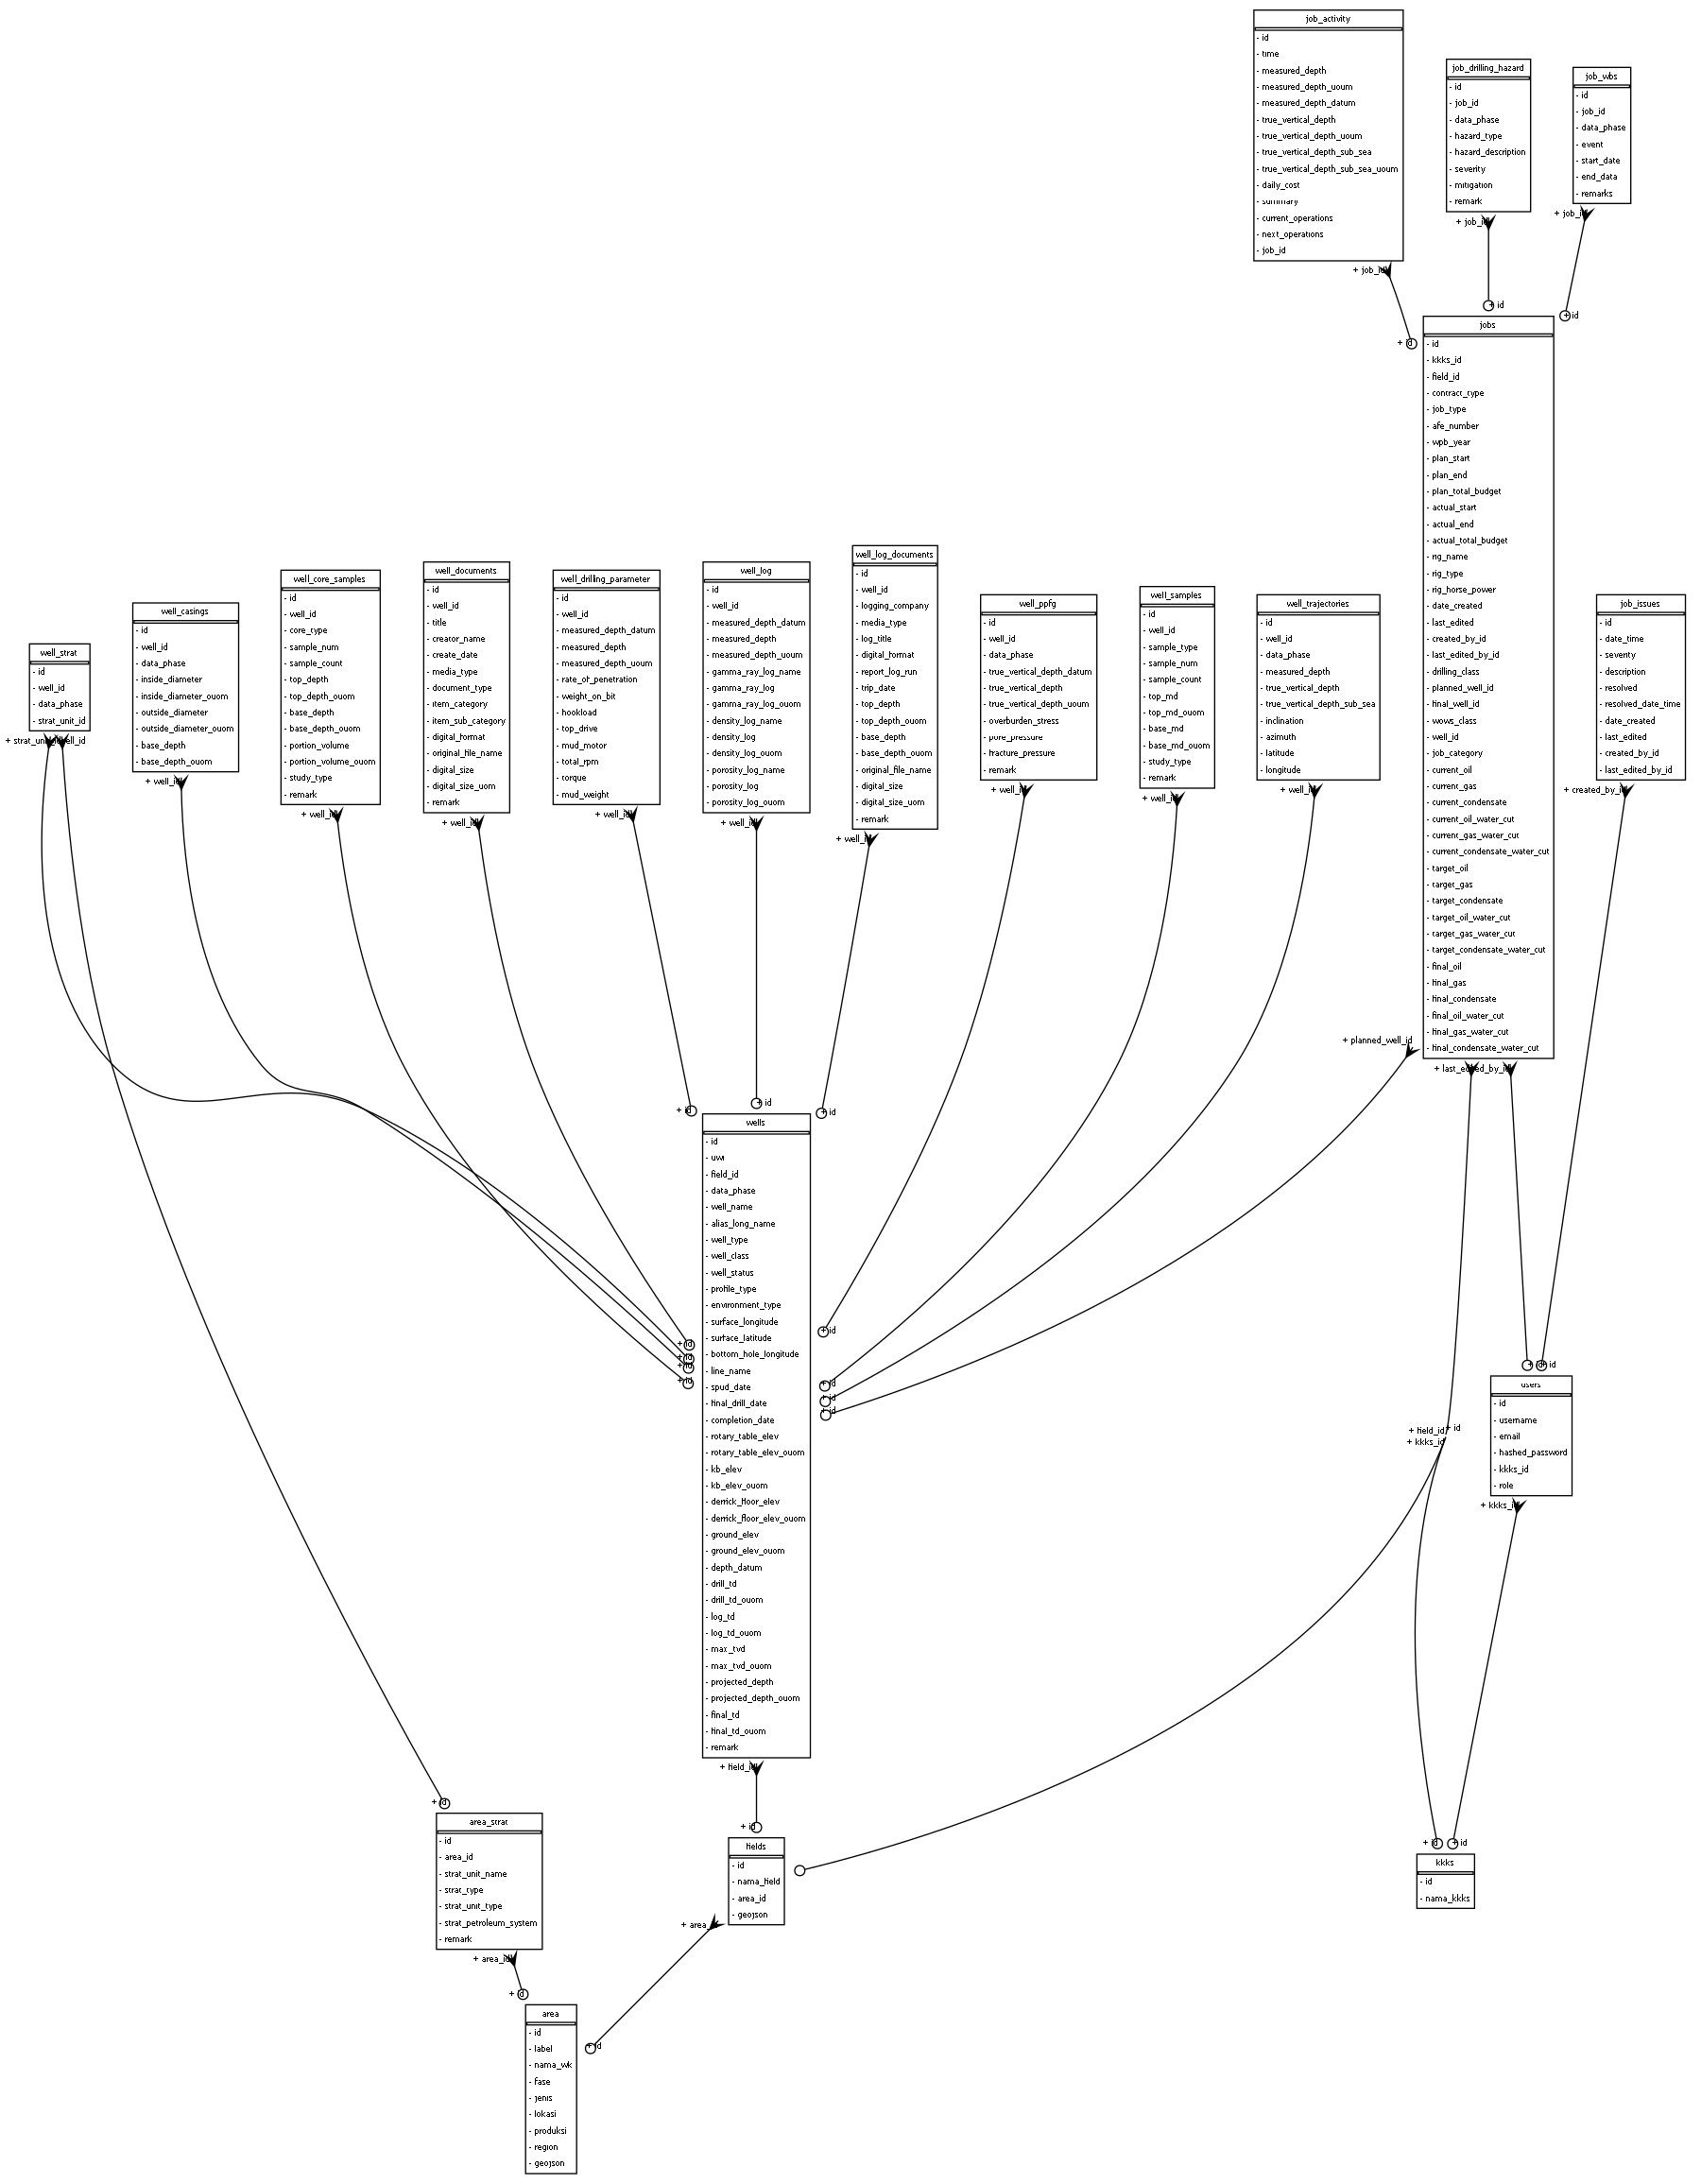 job_activity
- id
- time
- measured_depth
- measured_depth_uoum
- measured_depth_datum
- true_vertical_depth
- true_vertical_depth_uoum
- true_vertical_depth_sub_sea
- true_vertical_depth_sub_sea_uoum
- daily_cost
- summary
- current_operations
- next_operations
- job_id
+ job_id
+ id
job_drilling_hazard
- id
- job_id
- data_phase
- hazard_type
- hazard_description
- severity
- mitigation
- remark
+ job_id
+ id
job_wbs
- id
- job_id
- data_phase
- event
- start_date
- end_data
- remarks
+ job_id
+ id
jobs
- id
- kkks_id
- field_id
- contract_type
- job_type
- afe_number
- wpb_year
- plan_start
- plan_end
- plan_total_budget
- actual_start
- actual_end
- actual_total_budget
- rig_name
- rig_type
- rig_horse_power
- date_created
- last_edited
- created_by_id
- last_edited_by_id
- drilling_class
- planned_well_id
- final_well_id
- wows_class
- well_id
- job_category
- current_oil
- current_gas
- current_condensate
- current_oil_water_cut
- current_gas_water_cut
- current_condensate_water_cut
- target_oil
- target_gas
- target_condensate
- target_oil_water_cut
- target_gas_water_cut
- target_condensate_water_cut
- final_oil
- final_gas
- final_condensate
- final_oil_water_cut
- final_gas_water_cut
- final_condensate_water_cut
+ planned_well_id
+ last_edited_by_id
well_strat
- id
- well_id
- data_phase
- strat_unit_id
+ strat_unit_id
+ well_id
well_casings
- id
- well_id
- data_phase
- inside_diameter
- inside_diameter_ouom
- outside_diameter
- outside_diameter_ouom
- base_depth
- base_depth_ouom
+ well_id
well_core_samples
- id
- well_id
- core_type
- sample_num
- sample_count
- top_depth
- top_depth_ouom
- base_depth
- base_depth_ouom
- portion_volume
- portion_volume_ouom
- study_type
- remark
+ well_id
well_documents
- id
- well_id
- title
- creator_name
- create_date
- media_type
- document_type
- item_category
- item_sub_category
- digital_format
- original_file_name
- digital_size
- digital_size_uom
- remark
+ well_id
well_drilling_parameter
- id
- well_id
- measured_depth_datum
- measured_depth
- measured_depth_uoum
- rate_of_penetration
- weight_on_bit
- hookload
- top_drive
- mud_motor
- total_rpm
- torque
- mud_weight
+ well_id
well_log
- id
- well_id
- measured_depth_datum
- measured_depth
- measured_depth_uoum
- gamma_ray_log_name
- gamma_ray_log
- gamma_ray_log_ouom
- density_log_name
- density_log
- density_log_ouom
- porosity_log_name
- porosity_log
- porosity_log_ouom
+ well_id
well_log_documents
- id
- well_id
- logging_company
- media_type
- log_title
- digital_format
- report_log_run
- trip_date
- top_depth
- top_depth_ouom
- base_depth
- base_depth_ouom
- original_file_name
- digital_size
- digital_size_uom
- remark
+ well_id
well_ppfg
- id
- well_id
- data_phase
- true_vertical_depth_datum
- true_vertical_depth
- true_vertical_depth_uoum
- overburden_stress
- pore_pressure
- fracture_pressure
- remark
+ well_id
well_samples
- id
- well_id
- sample_type
- sample_num
- sample_count
- top_md
- top_md_ouom
- base_md
- base_md_ouom
- study_type
- remark
+ well_id
well_trajectories
- id
- well_id
- data_phase
- measured_depth
- true_vertical_depth
- true_vertical_depth_sub_sea
- inclination
- azimuth
- latitude
- longitude
+ well_id
job_issues
- id
- date_time
- severity
- description
- resolved
- resolved_date_time
- date_created
- last_edited
- created_by_id
- last_edited_by_id
+ created_by_id
+ id
+ id
+ id
wells
- id
- uwi
- field_id
- data_phase
- well_name
- alias_long_name
- well_type
- well_class
- well_status
- profile_type
- environment_type
- surface_longitude
- surface_latitude
- bottom_hole_longitude
- line_name
- spud_date
- final_drill_date
- completion_date
- rotary_table_elev
- rotary_table_elev_ouom
- kb_elev
- kb_elev_ouom
- derrick_floor_elev
- derrick_floor_elev_ouom
- ground_elev
- ground_elev_ouom
- depth_datum
- drill_td
- drill_td_ouom
- log_td
- log_td_ouom
- max_tvd
- max_tvd_ouom
- projected_depth
- projected_depth_ouom
- final_td
- final_td_ouom
- remark
+ id
+ id
+ id
+ id
+ id
+ id
+ id
+ id
+ field_id
+ id
+ id
+ id
users
- id
- username
- email
- hashed_password
- kkks_id
- role
+ kkks_id
+ field_id
+ id
+ kkks_id
+ id
+ id
kkks
- id
- nama_kkks
+ id
area_strat
- id
- area_id
- strat_unit_name
- strat_type
- strat_unit_type
- strat_petroleum_system
- remark
+ area_id
+ id
fields
- id
- nama_field
- area_id
- geojson
+ area_
+ id
area
- id
- label
- nama_wk
- fase
- jenis
- lokasi
- produksi
- region
- geojson